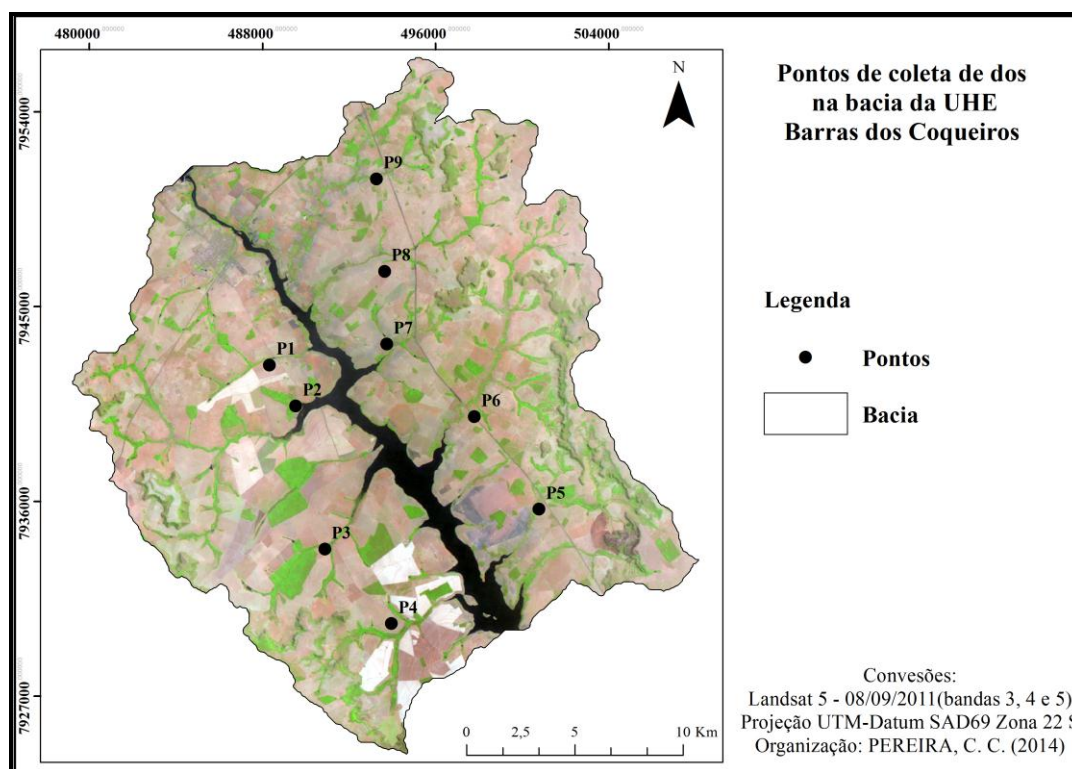 480000
488000
496000
504000
7954000
7945000
7936000
7927000
N
P9
P8
P7
P1
P2
P6
P5
P3
P4
0 2,5 5 10 Km
Pontos de coleta de dos
na bacia da UHE
Barras dos Coqueiros
Legenda
Pontos
Bacia
Convesões:
Landsat 5 - 08/09/2011(bandas 3, 4 e 5)
Projeção UTM-Datum SAD69 Zona 22 S
Organização: PEREIRA, C. C. (2014)